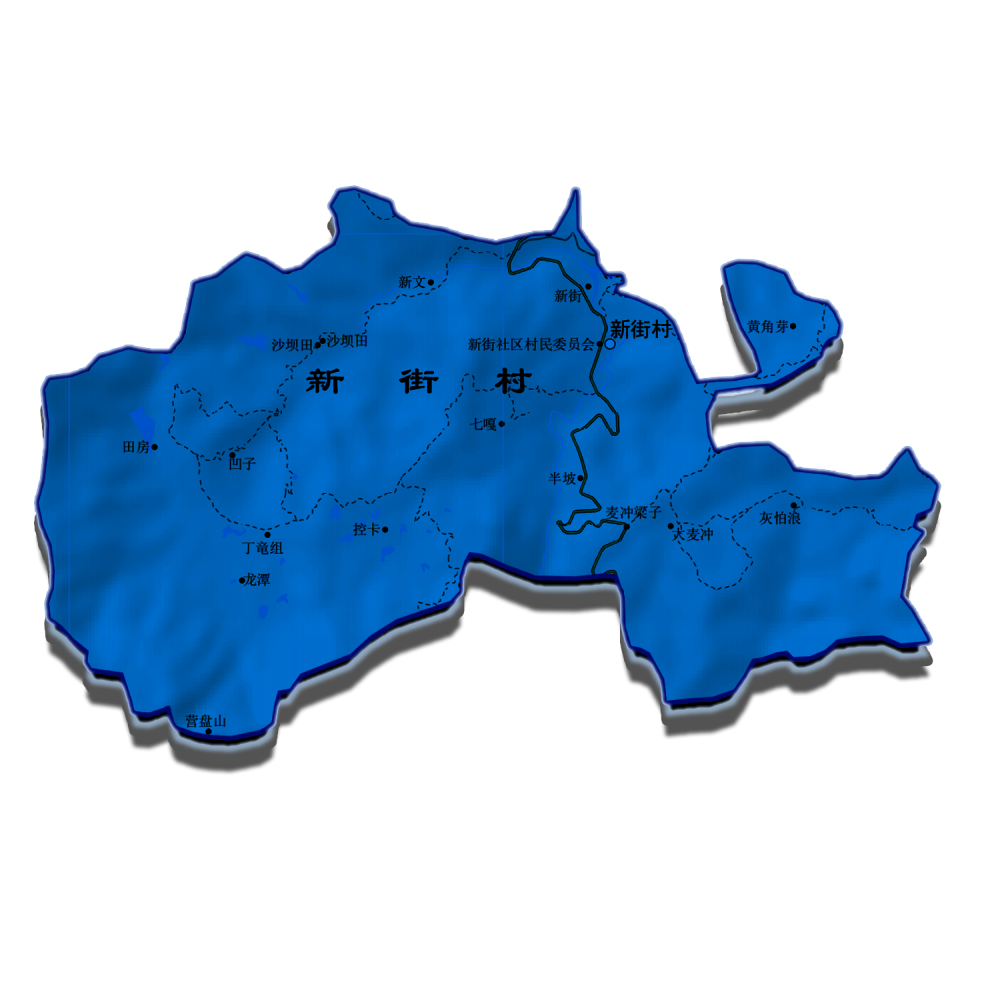 新文
新街
黄角芽
新街村
沙坝田
沙坝田
新街社区村民委员会
新 街 村
七嘎
田房
凹子
半坡
麦冲梁子
灰怕浪
控卡
大麦冲
丁竜组
龙潭
营盘山